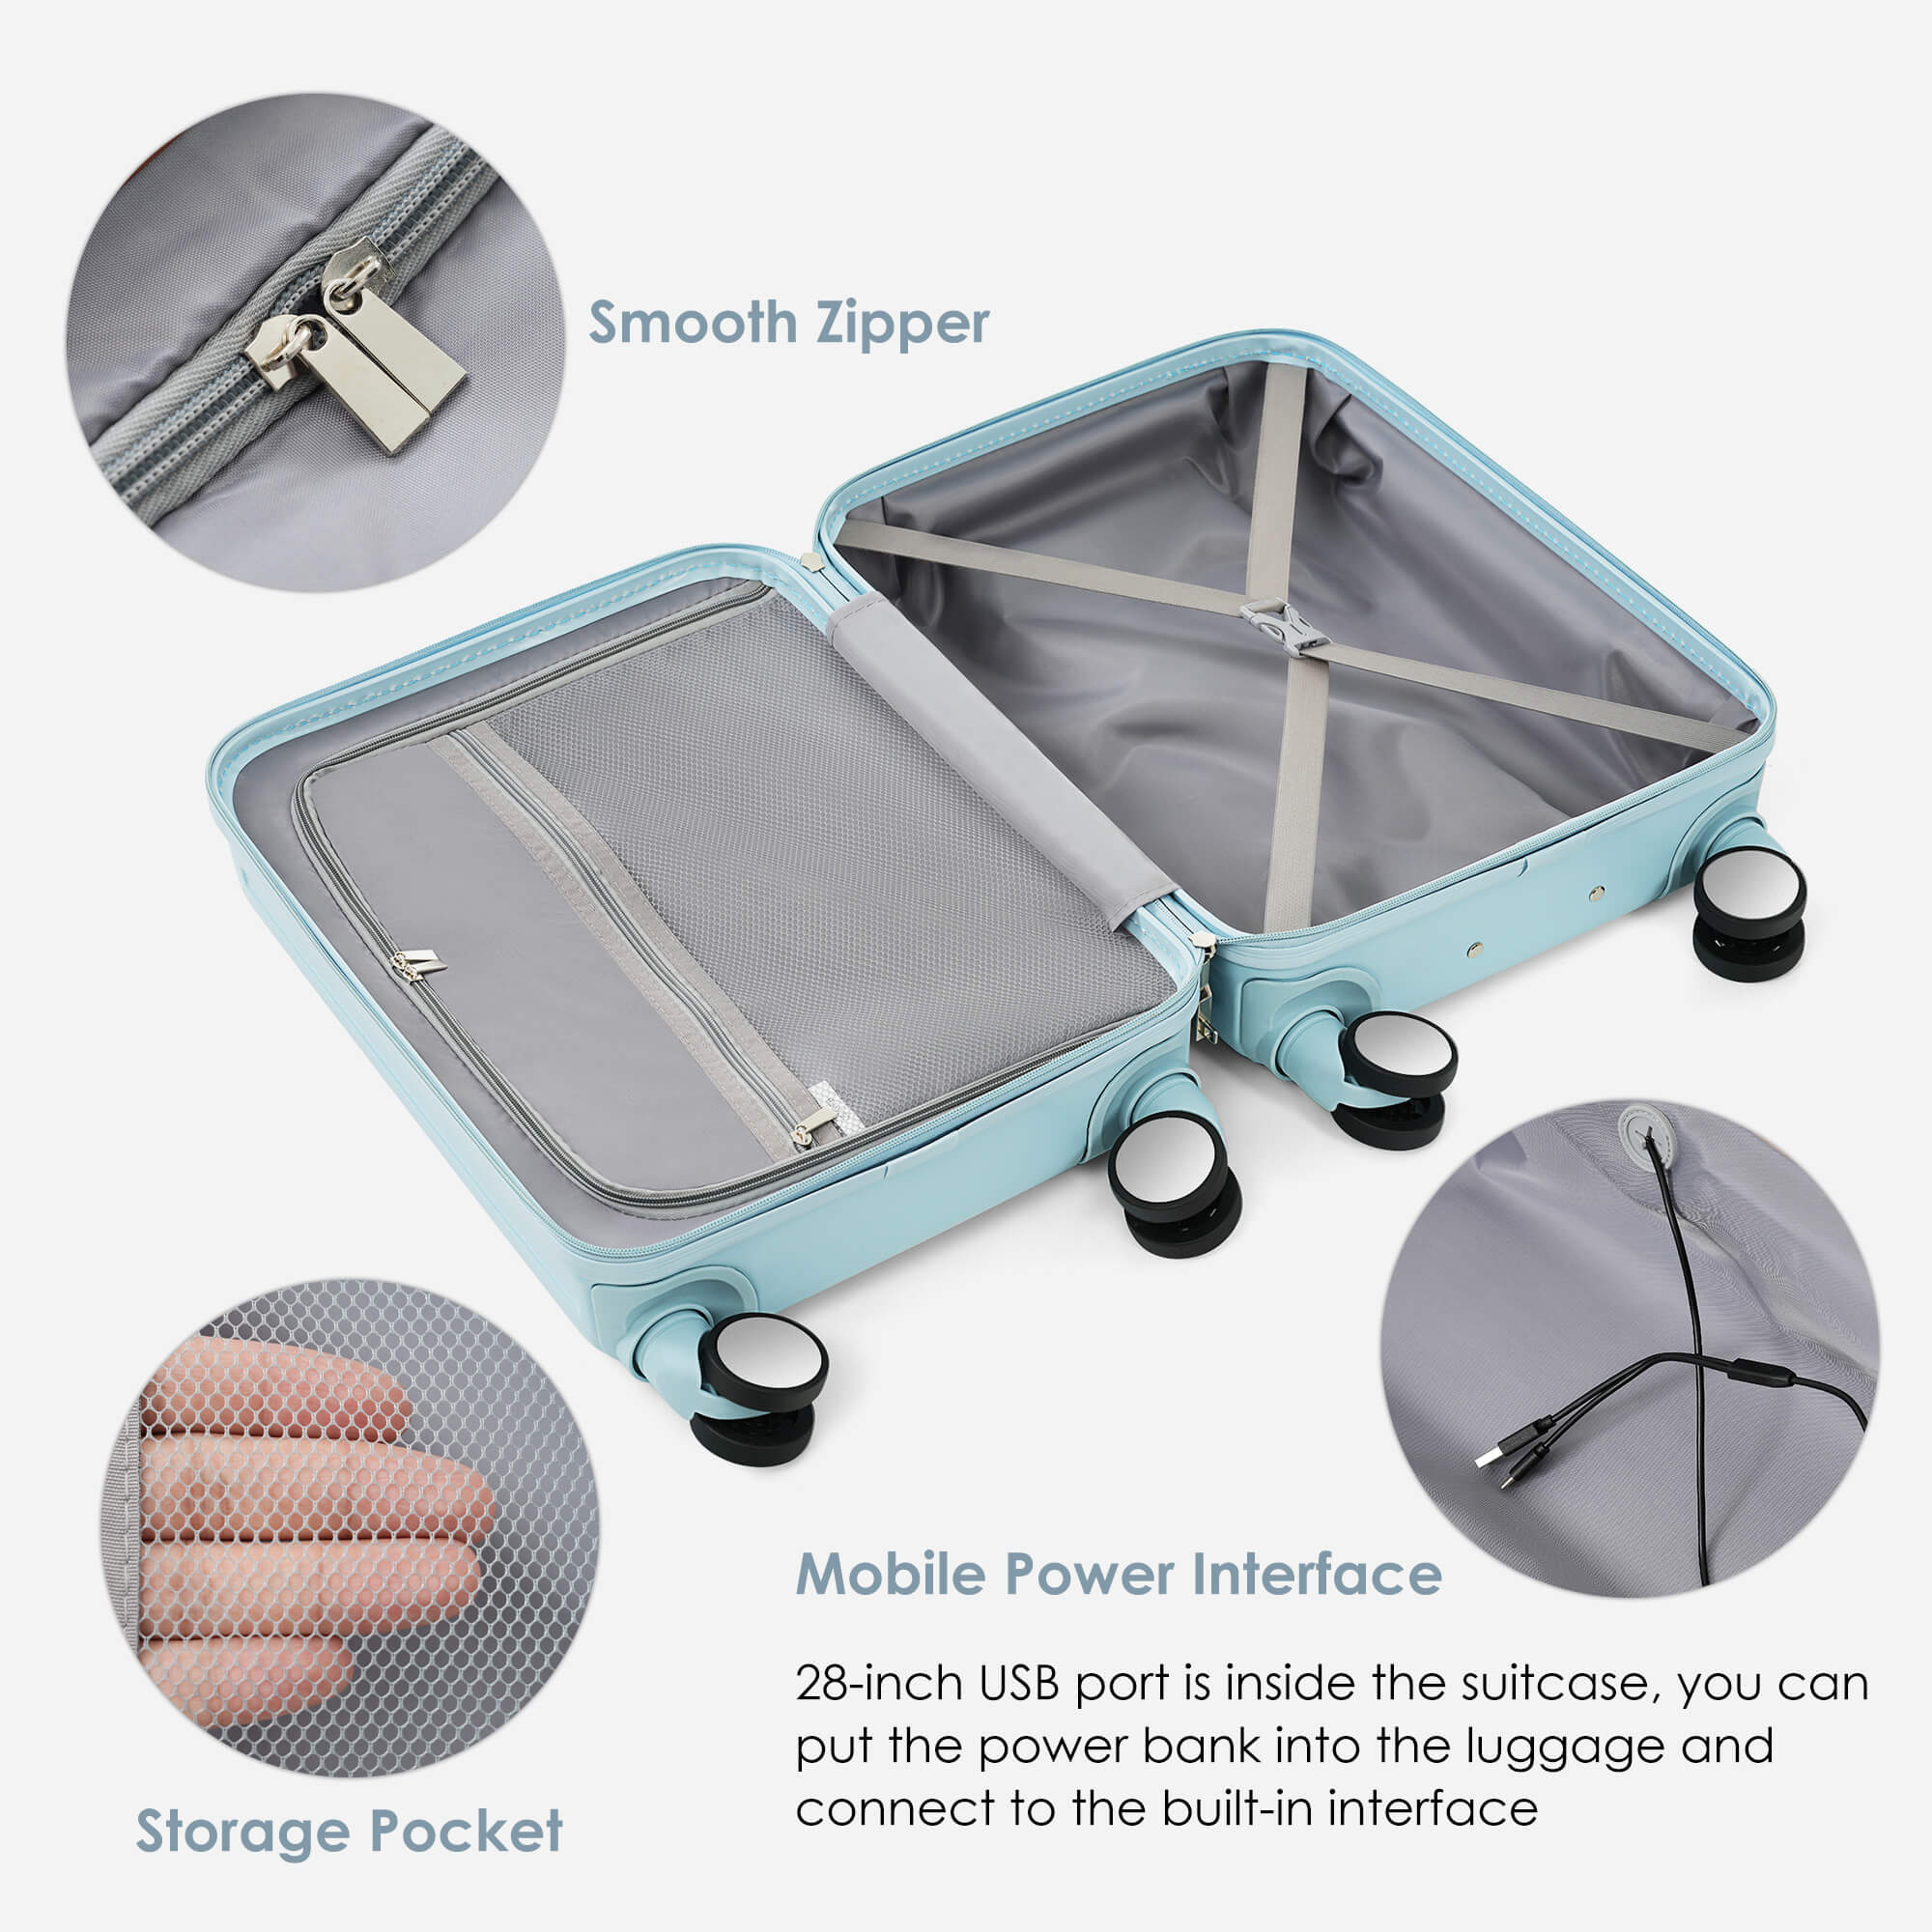 Smooth Zipper
Mobile Power Interface
28-inch USB port is inside the suitcase, you can
put the power bank into the luggage and
connect to the built-in interface
Storage Pocket